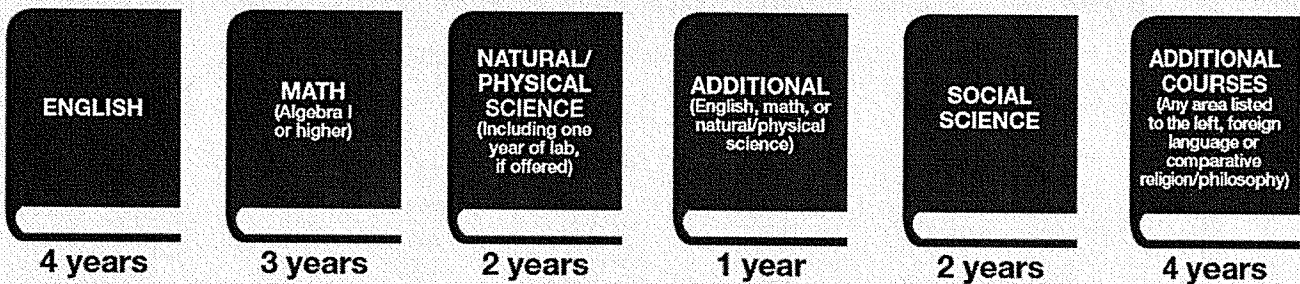 ENGLISH
4 years
MATH
(Algebra I
or higher)
3 years
NATURAL/
PHYSICAL
SCIENCE
(Including one
year of lab,
if offered)
2 years
ADDITIONAL
(English, math, or
natural/physical
science)
1 year
SOCIAL
SCIENCE
2 years
ADDITIONAL
COURSES
(Any area listed
to the left, foreign
language or
comparative
religion/philosophy)
4 years